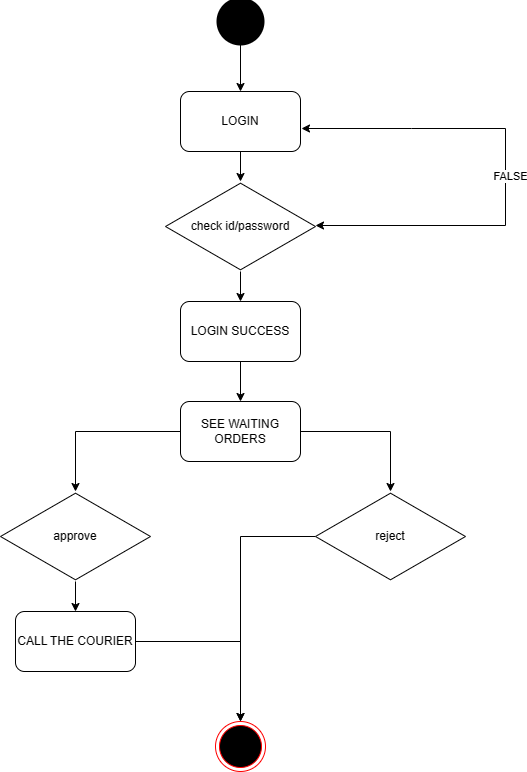 LOGIN
FALSE
check id/password
LOGIN SUCCESS
SEE WAITING
ORDERS
approve
reject
CALL THE COURIER